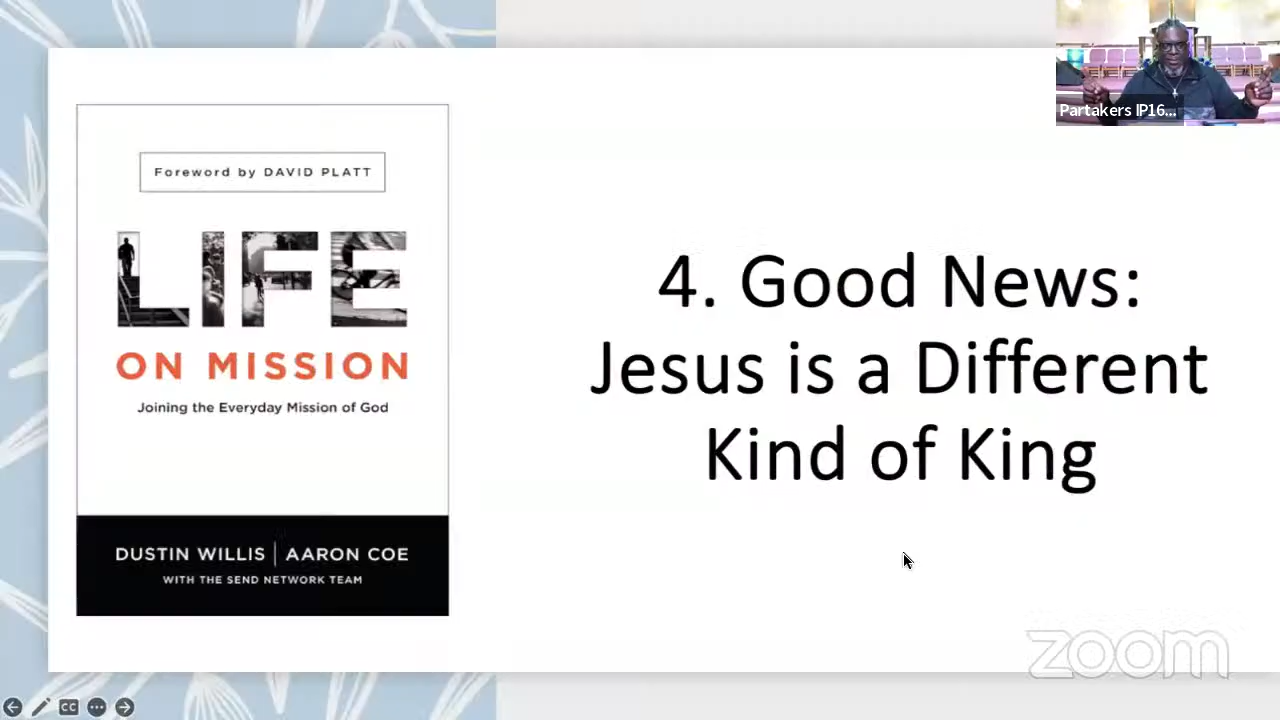 Foreword by DAVID PLATT
LIFE
ON MISSION
Joining the Everyday Mission of God
DUSTIN WILLIS | AARON COE
WITH THE SEND NETWORK TEAM
4. Good News:
Jesus is a Different
Kind of King
Partakers IP16...
zoom
CC